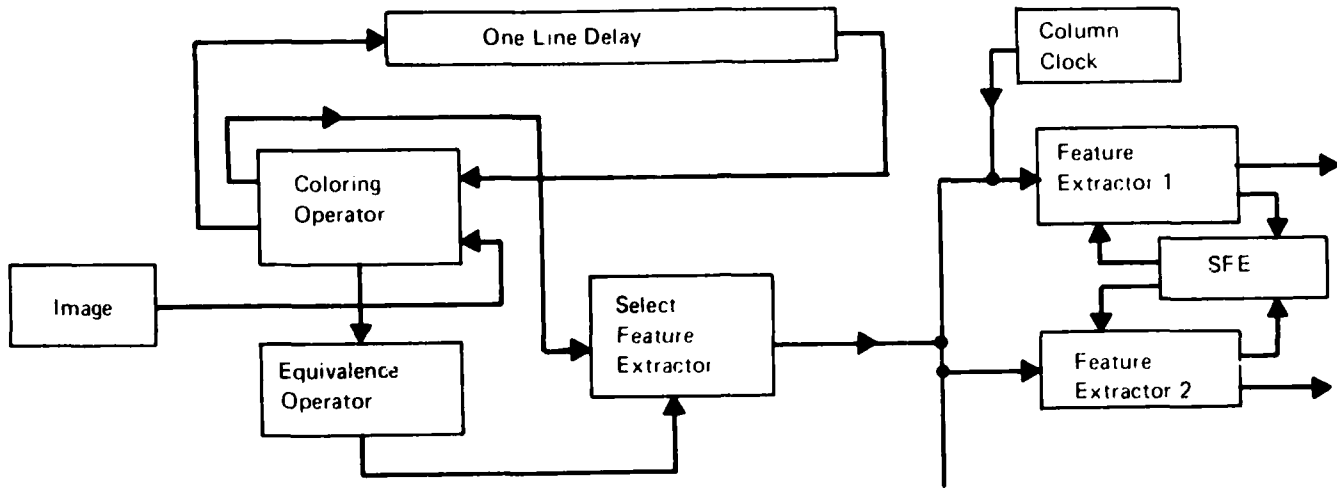 One Line Delay
Column
Clock
Feature
Extractor 1
Coloring
Operator
SFE
Image
Select
Feature
Extractor
Equivalence
Operator
Feature
Extractor 2